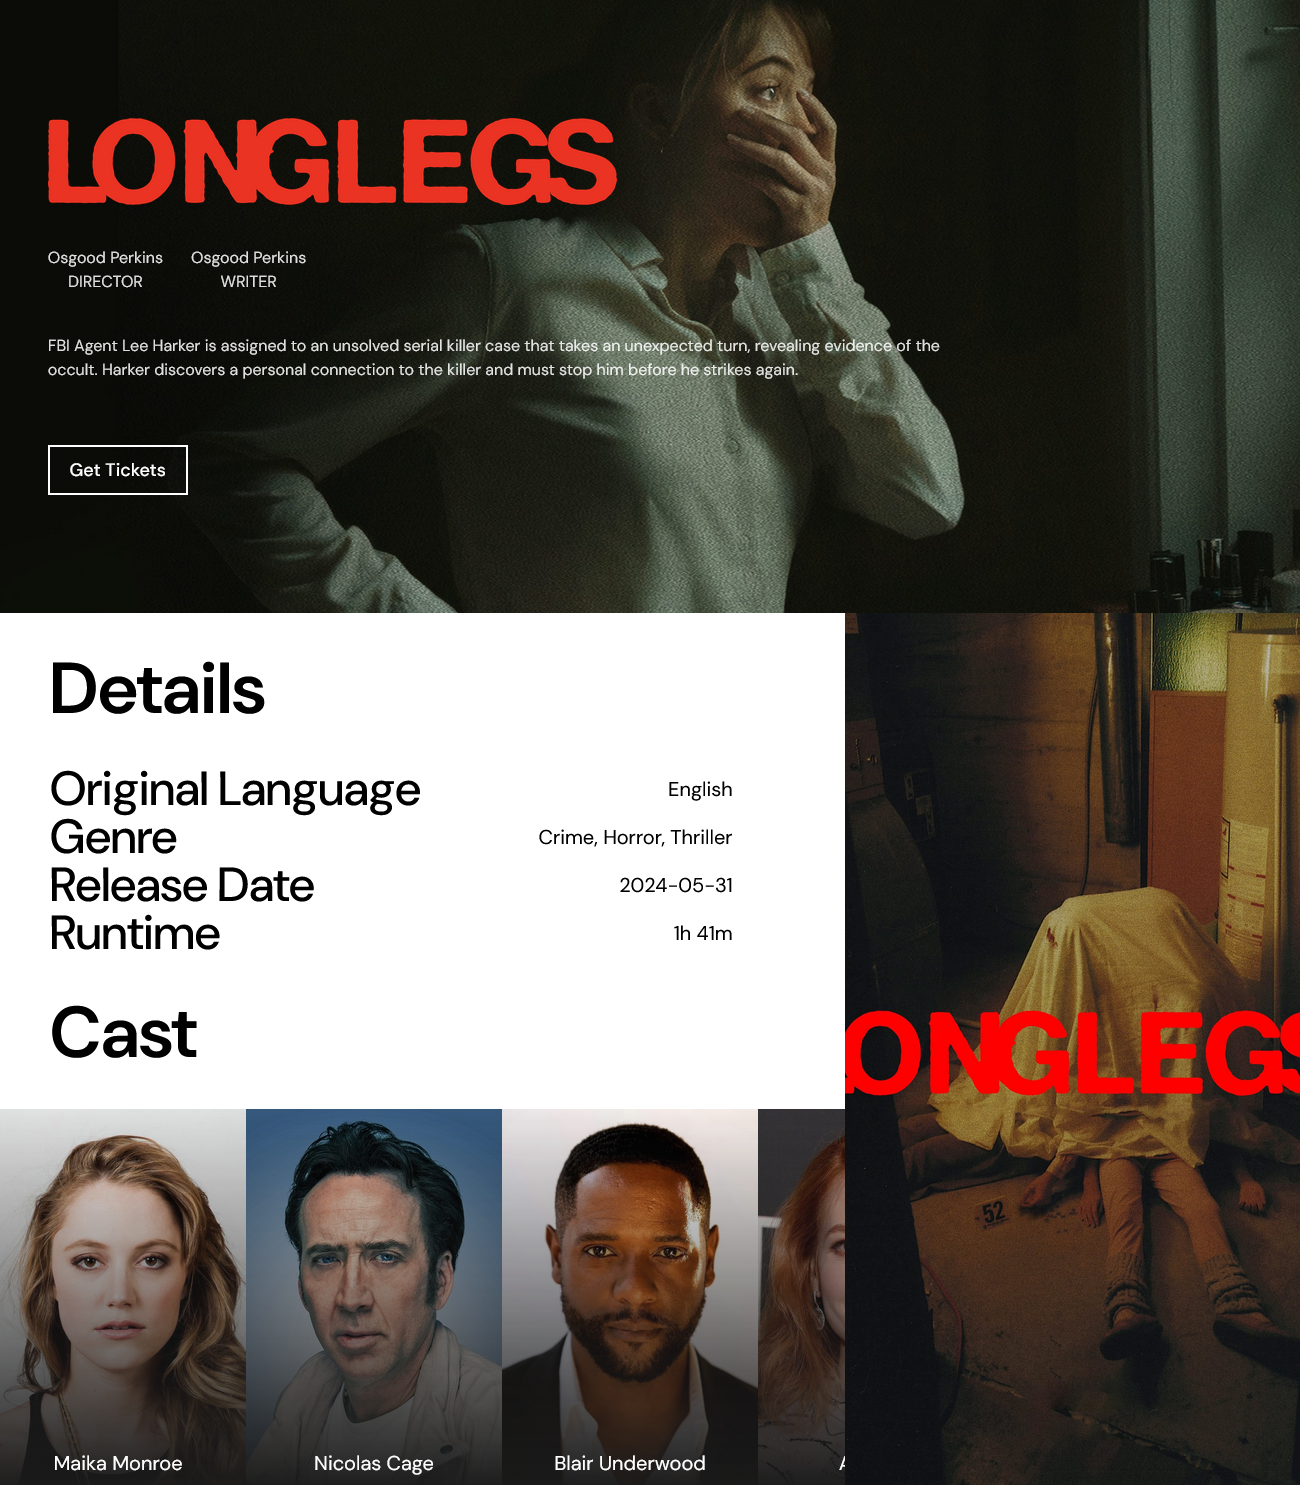 LONGLEGS
Osgood Perkins
DIRECTOR
Osgood Perkins
WRITER
FBI Agent Lee Harker is assigned to an unsolved serial killer case that takes an unexpected turn, revealing evidence of the
occult. Harker discovers a personal connection to the killer and must stop him before he strikes again.
Get Tickets
Details
Original Language
English
Genre
Crime, Horror, Thriller
Release Date
2024-05-31
Runtime
1h 41m
Cast
Maika Monroe
Nicolas Cage
Blair Underwood
ONGLEGS
52